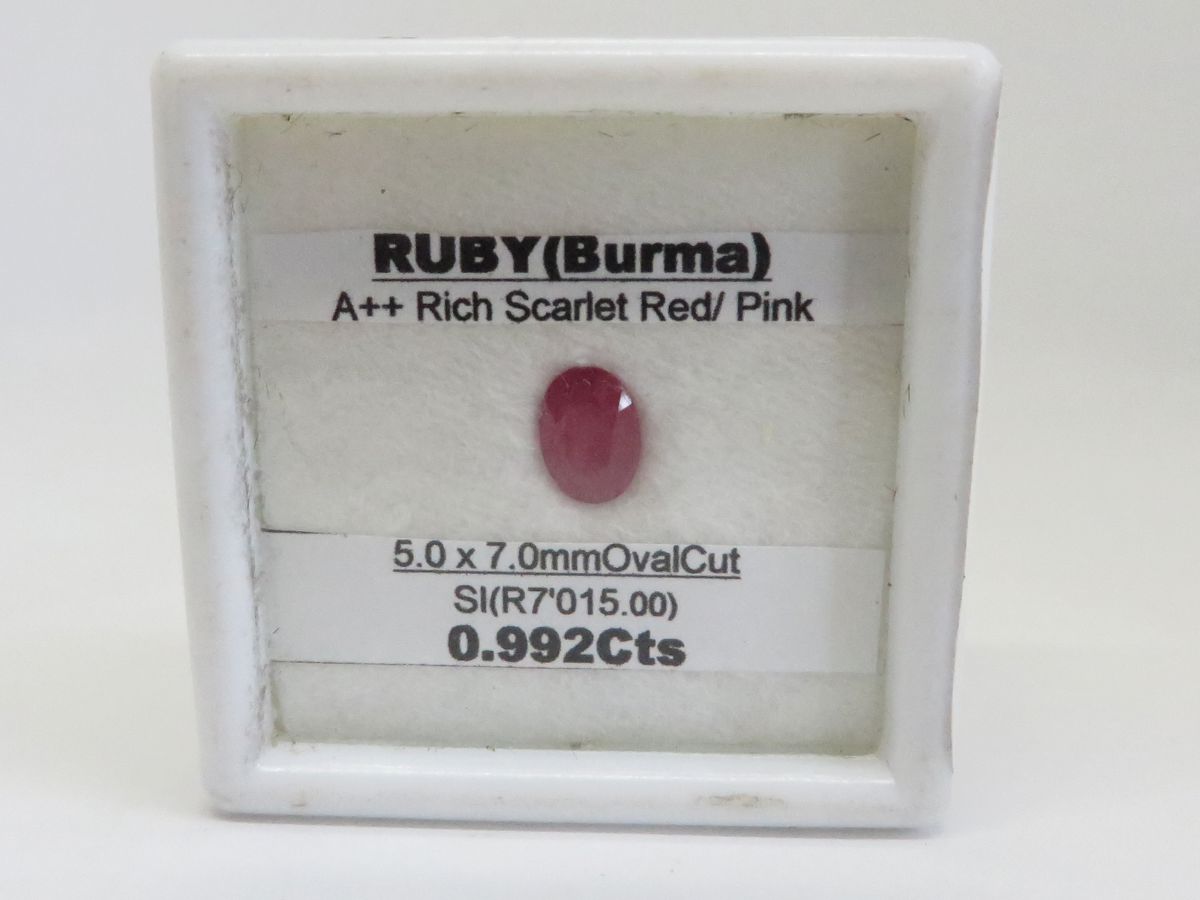 RUBY(Burma)
A++ Rich Scarlet Red/ Pink
5.0 x 7.0mmOvalCut
SI(R7'015.00)
0.992Cts